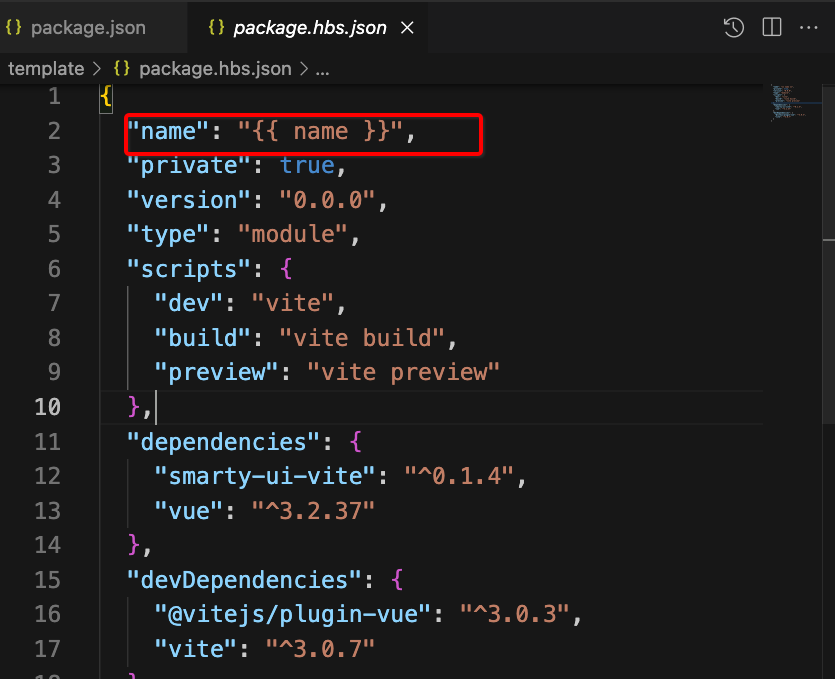 {} package.json {} package.hbs.json ×
template > {} package.hbs.json > ...
1 {
2 "name": "{{ name }}",
3 "private": true,
4 "version": "0.0.0",
5 "type": "module",
6 "scripts": {
7 "dev": "vite",
8 "build": "vite build",
9 "preview": "vite preview"
10 },
11 "dependencies": {
12 "smarty-ui-vite": "^0.1.4",
13 "vue": "^3.2.37"
14 },
15 "devDependencies": {
16 "@vitejs/plugin-vue": "^3.0.3",
17 "vite": "^3.0.7"